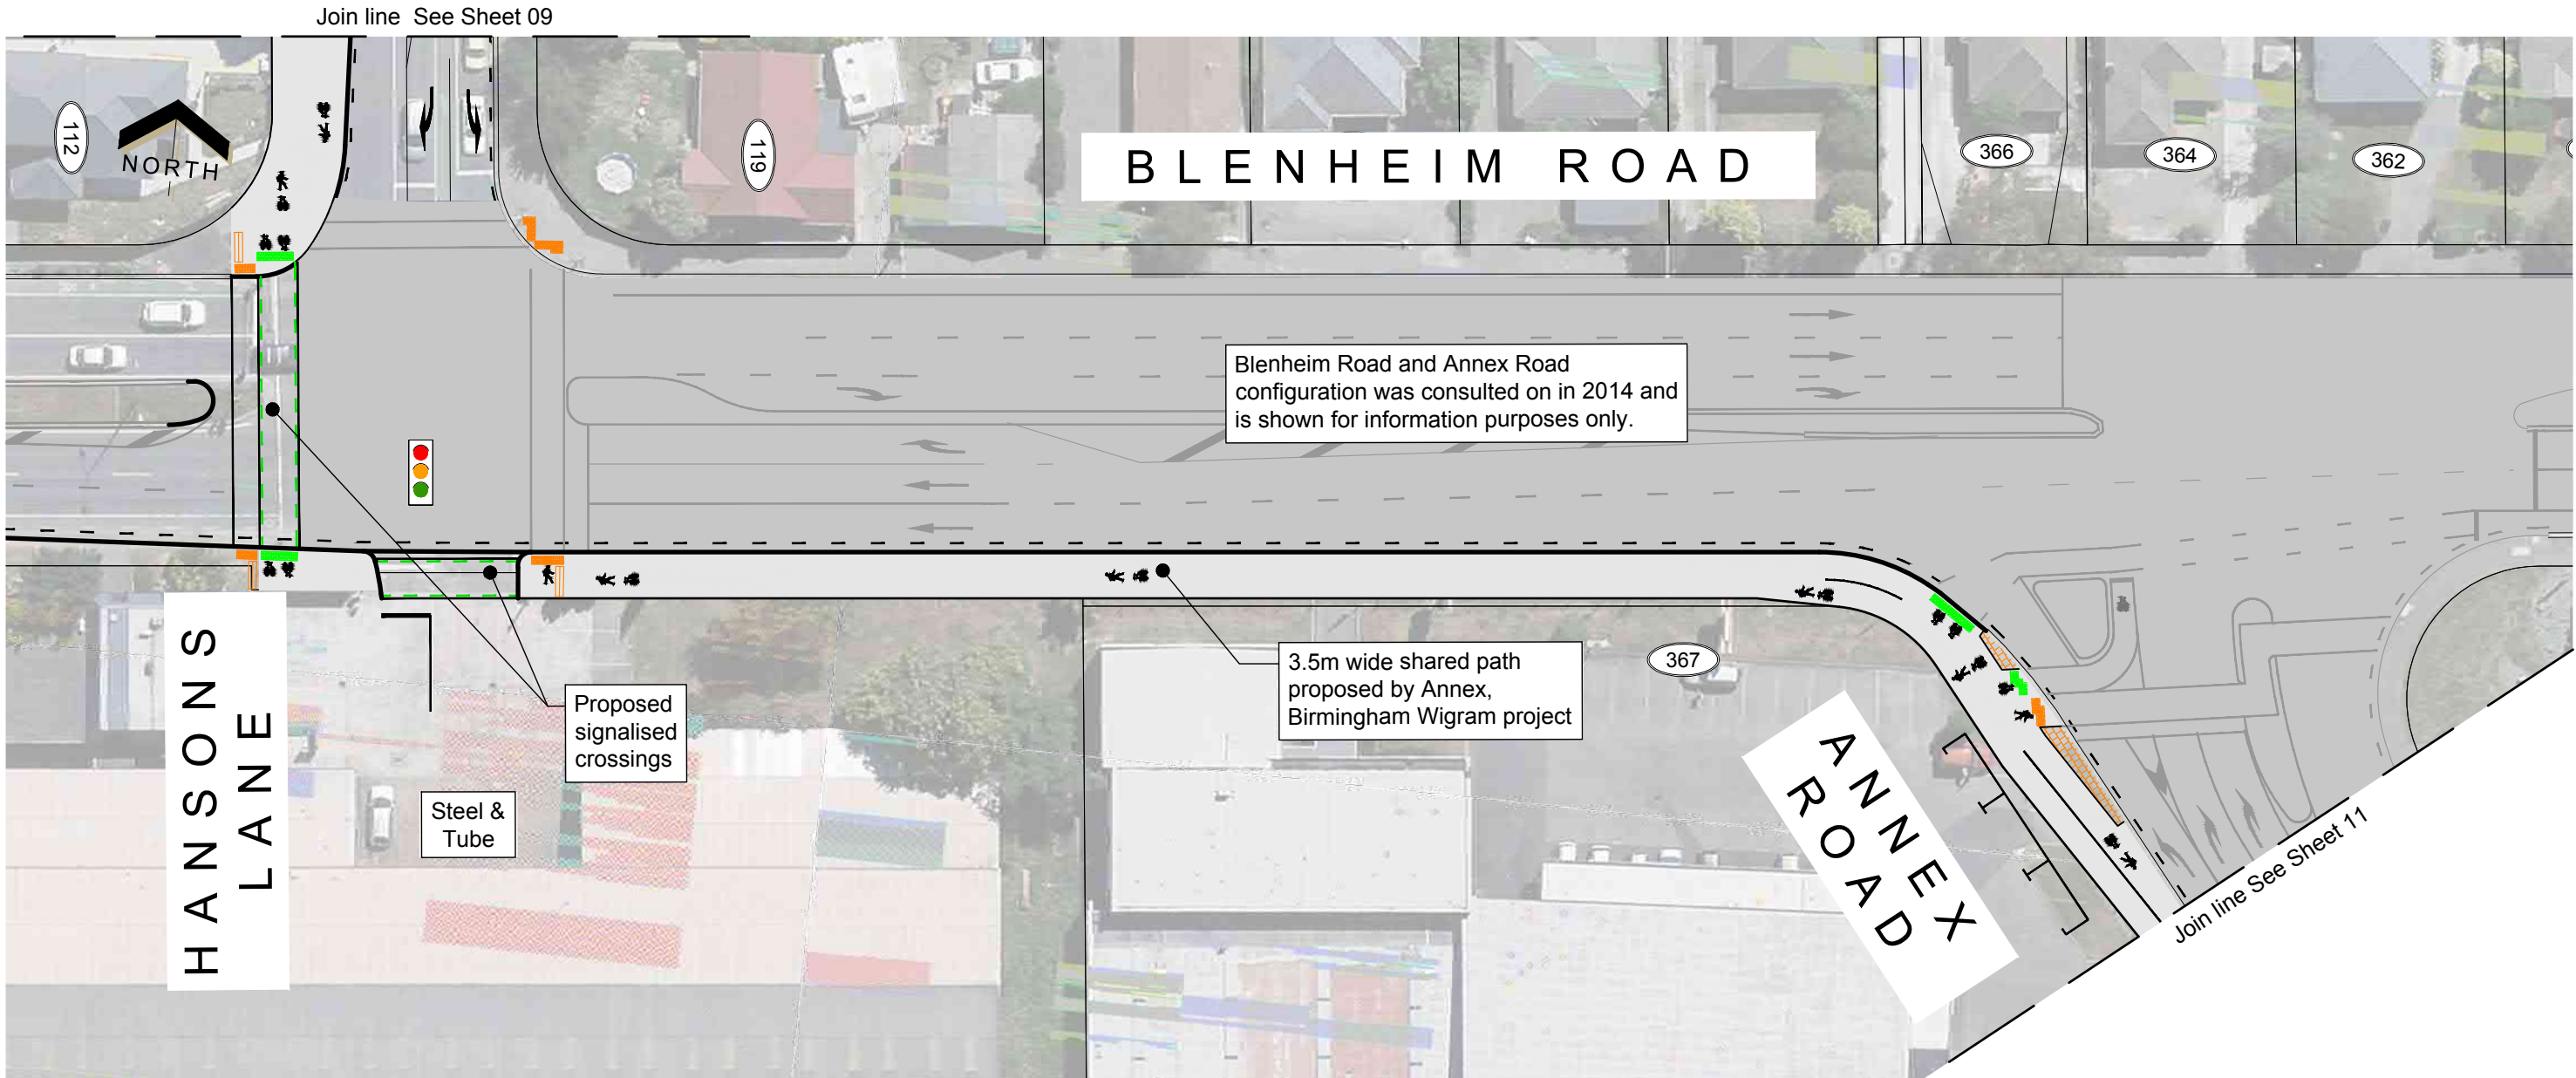 Join line See Sheet 09
112
NORTH
119
BLENHEIM ROAD
366
364
362
Blenheim Road and Annex Road
configuration was consulted on in 2014 and
is shown for information purposes only.
HANSONS
LANE
Proposed
signalised
crossings
Steel &
Tube
3.5m wide shared path
proposed by Annex,
Birmingham Wigram project
367
ANNEX
ROAD
Join line See Sheet 11